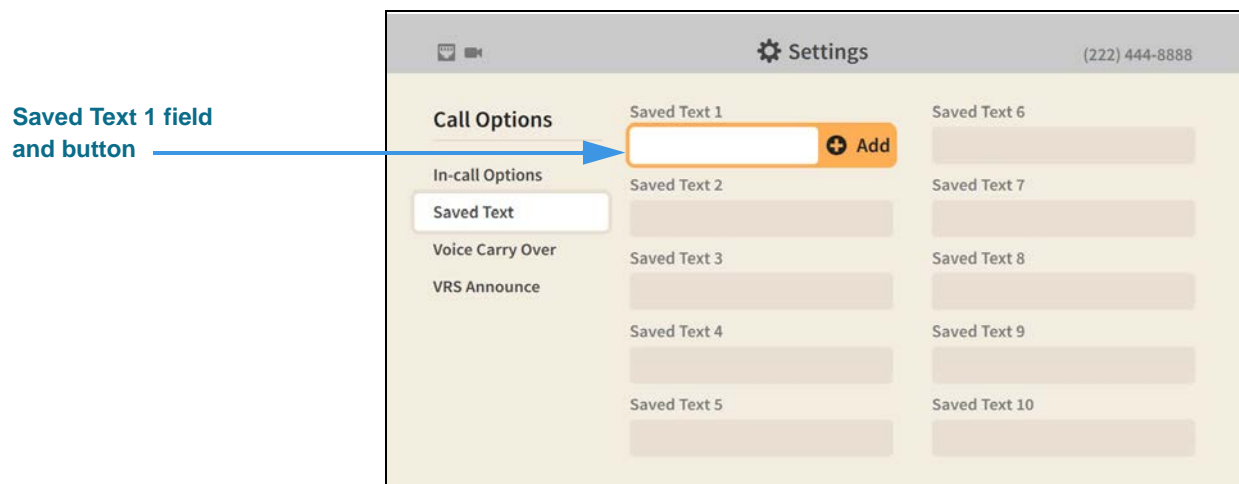 Settings
(222) 444-8888
Saved Text 1 field
and button
Call Options
In-call Options
Saved Text
Voice Carry Over
VRS Announce
Saved Text 1
Add
Saved Text 2
Saved Text 3
Saved Text 4
Saved Text 5
Saved Text 6
Saved Text 7
Saved Text 8
Saved Text 9
Saved Text 10